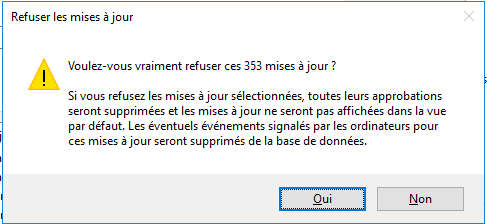 Refuser les mises à jour
Voulez-vous vraiment refuser ces 353 mises à jour ?
Si vous refusez les mises à jour sélectionnées, toutes leurs approbations
seront supprimées et les mises à jour ne seront pas affichées dans la vue
par défaut. Les éventuels événements signalés par les ordinateurs pour
ces mises à jour seront supprimés de la base de données.
Oui
Non